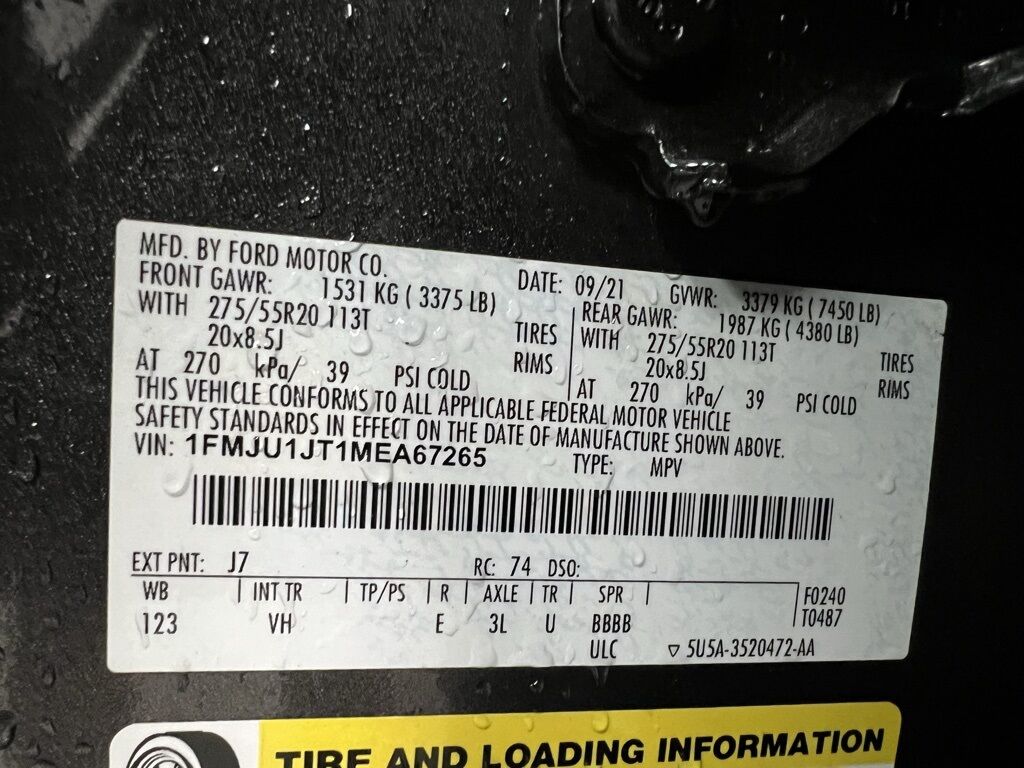 MFD. BY FORD MOTOR CO. DATE: 09/21 GVWR: 3379 KG ( 7450 LB)
FRONT GAWR: 1531 KG ( 3375 LB) REAR GAWR: 1987 KG ( 4380 LB)
WITH 275/55R20 113T TIRES WITH 275/55R20 113T TIRES
20x8.5J RIMS 20x8.5J RIMS
AT 270 kPa/ 39 PSI COLD AT 270 kPa/ 39 PSI COLD
THIS VEHICLE CONFORMS TO ALL APPLICABLE FEDERAL MOTOR VEHICLE
SAFETY STANDARDS IN EFFECT ON THE DATE OF MANUFACTURE SHOWN ABOVE.
VIN: 1FMJU1JT1MEA67265 TYPE: MPV
EXT PNT: J7 RC: 74 DSO:
WB | INT TR | TP/PS | R | AXLE | TR | SPR | F0240
123 VH E 3L U BBBB T0487
ULC ▽ 5U5A-3520472-AA
TIRE AND LOADING INFORMATION